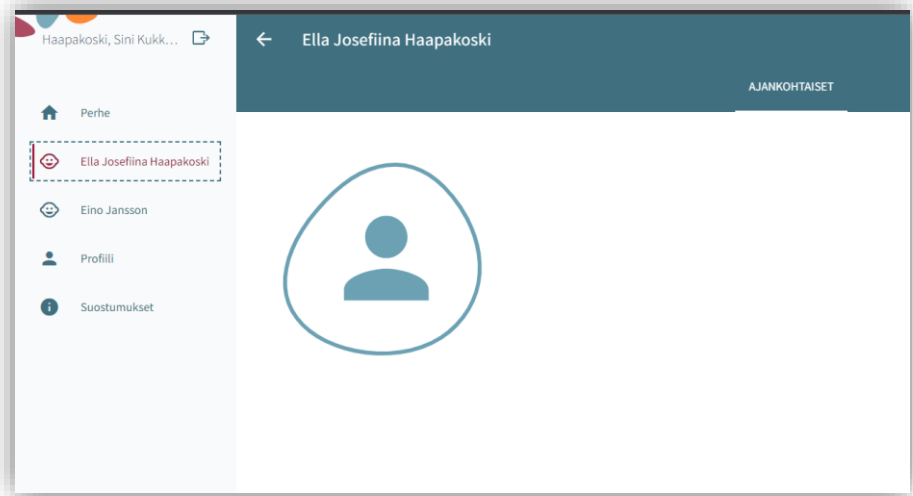 Haapakoski, Sini Kukk...
Perhe
Ella Josefiina Haapakoski
Eino Jansson
Profiili
Suostumukset
Ella Josefiina Haapakoski
AJANKOHTAISET